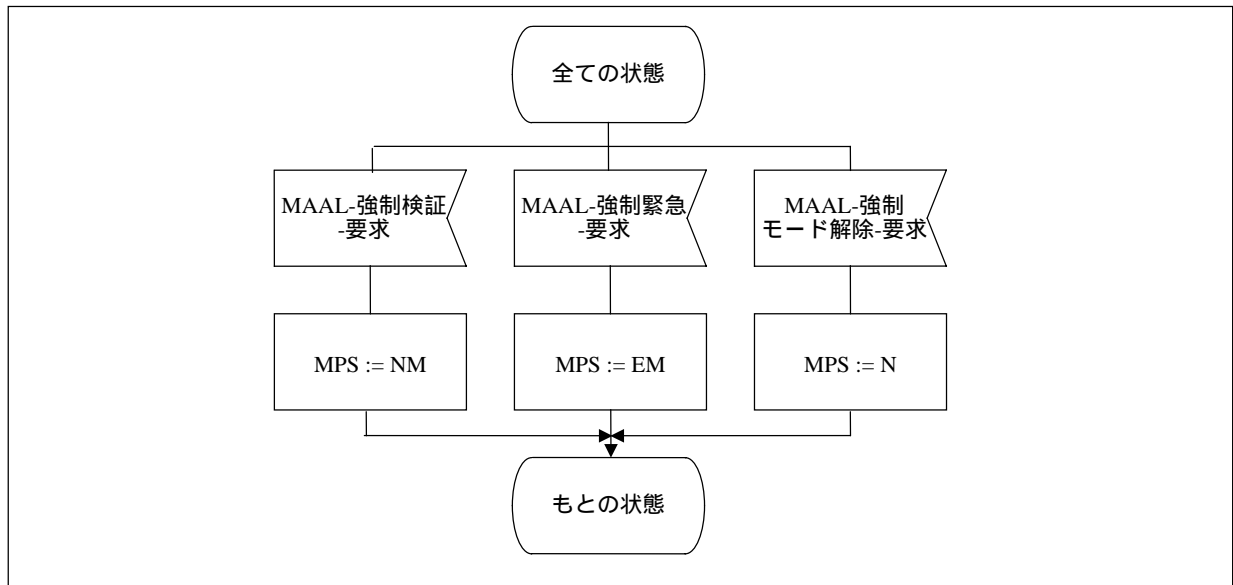 全ての状態
MAAL-強制検証
-要求
MAAL-強制緊急
-要求
MAAL-強制
モード解除-要求
MPS := NM
MPS := EM
MPS := N
もとの状態